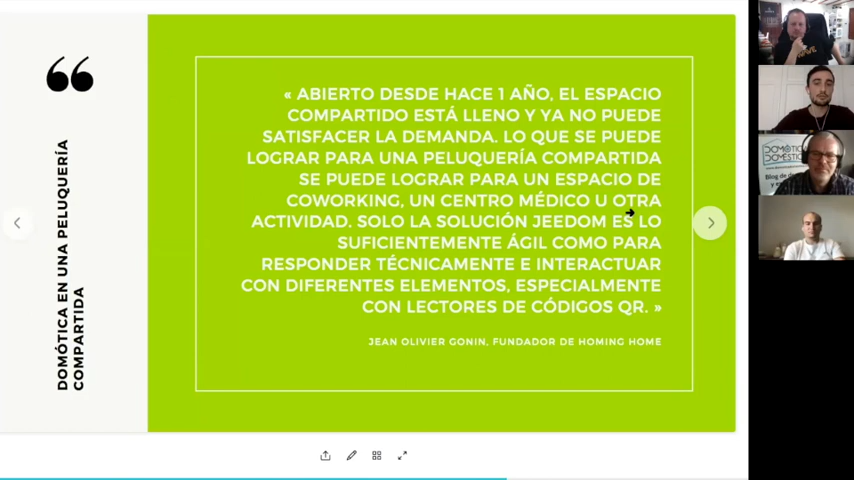 DOMÓTICA EN UNA PELUQUERÍA
COMPARTIDA
« ABIERTO DESDE HACE 1 AÑO, EL ESPACIO
COMPARTIDO ESTÁ LLENO Y YA NO PUEDE
SATISFACER LA DEMANDA. LO QUE SE PUEDE
LOGRAR PARA UNA PELUQUERÍA COMPARTIDA
SE PUEDE LOGRAR PARA UN ESPACIO DE
COWORKING, UN CENTRO MÉDICO U OTRA
ACTIVIDAD. SOLO LA SOLUCIÓN JEEDOM ES LO
SUFICIENTEMENTE ÁGIL COMO PARA
RESPONDER TÉCNICAMENTE E INTERACTUAR
CON DIFERENTES ELEMENTOS, ESPECIALMENTE
CON LECTORES DE CÓDIGOS QR. »
JEAN OLIVIER GONIN, FUNDADOR DE HOMING HOME